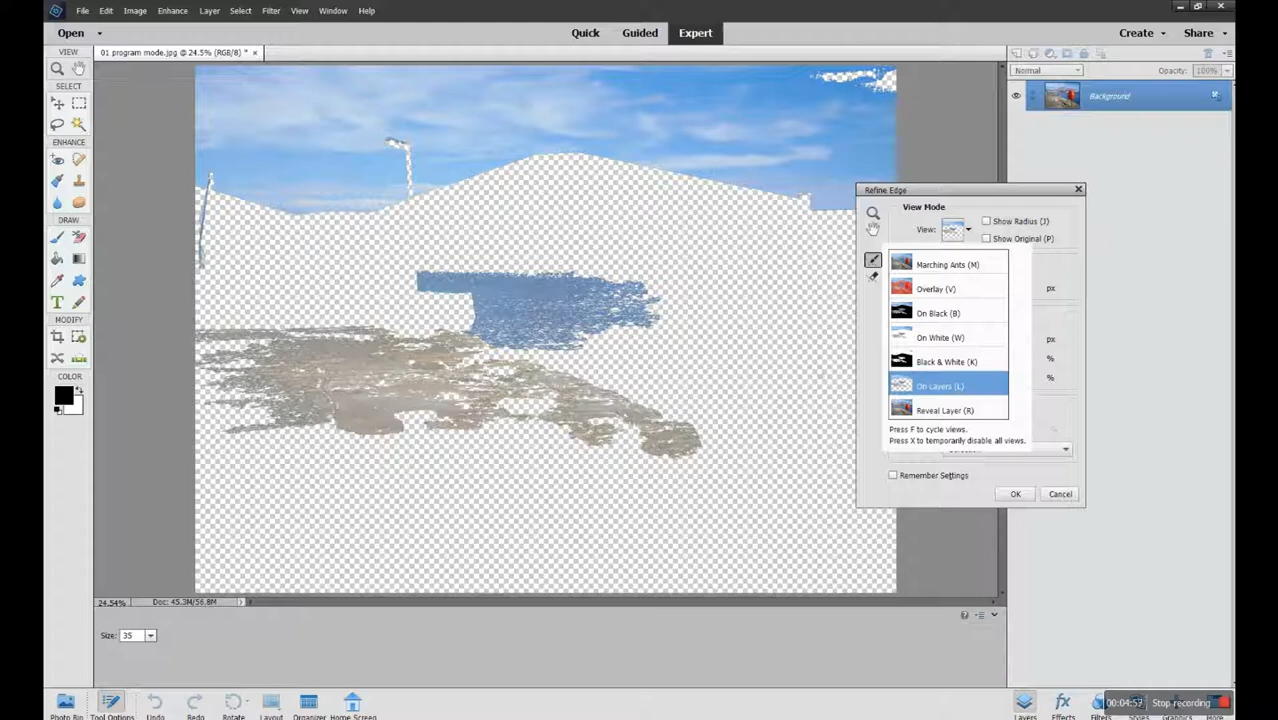 File Edit Image Enhance Layer Select Filter View Window Help
Open Quick Guided Expert Create Share
VIEW 01 program mode.jpg @ 24.5% (RGB/8) * ×
Normal Opacity: 100%
SELECT
Background
ENHANCE
DRAW
T
MODIFY
COLOR
Refine Edge
View Mode
View: Show Radius (J)
Show Original (P)
Marching Ants (M)
Overlay (V) px
On Black (B)
On White (W) px
Black & White (K) %
On Layers (L) %
Reveal Layer (R)
Press F to cycle views.
Press X to temporarily disable all views.
Remember Settings
OK Cancel
24.54% Doc: 45.3M/56.8M
Size: 35
00:04:57 Stop recording
Photo Bin Tool Options Undo Redo Rotate Layout Organizer Home Screen Layers Effects Filters Styles Graphics More